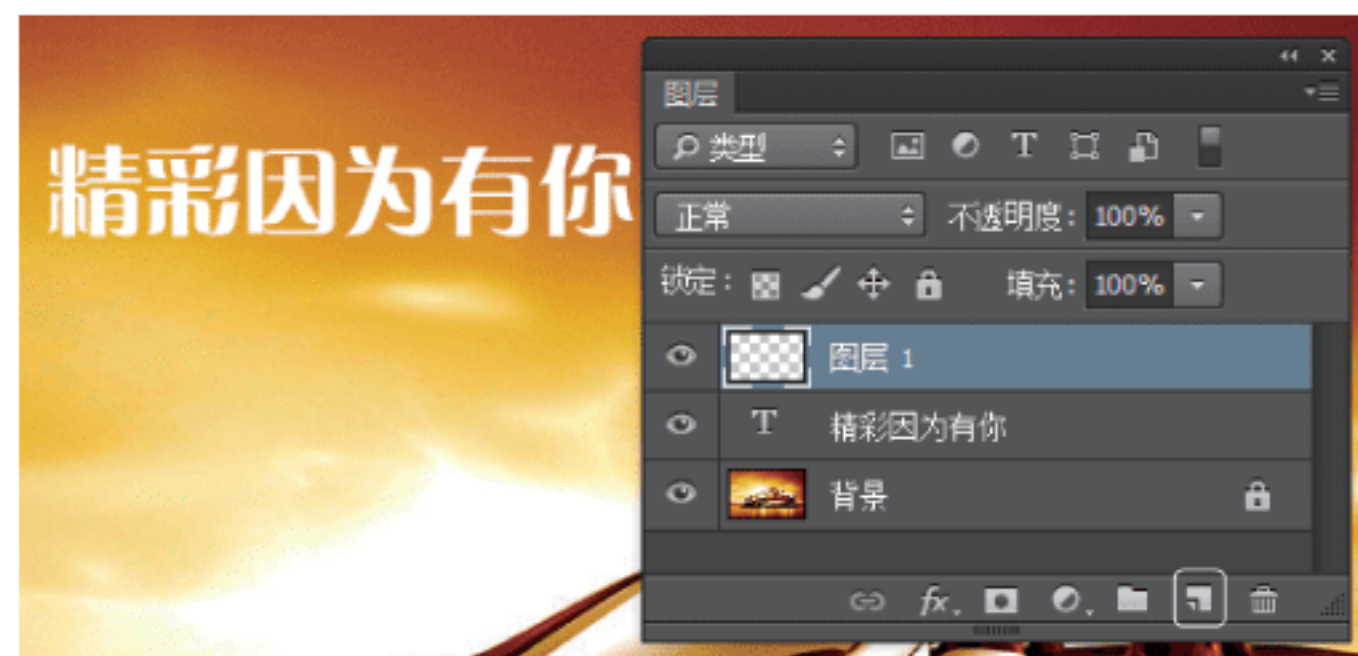 精彩因为有你
图层
类型
正常 不透明度: 100%
锁定: 填充: 100%
图层 1
T 精彩因为有你
背景
fx.